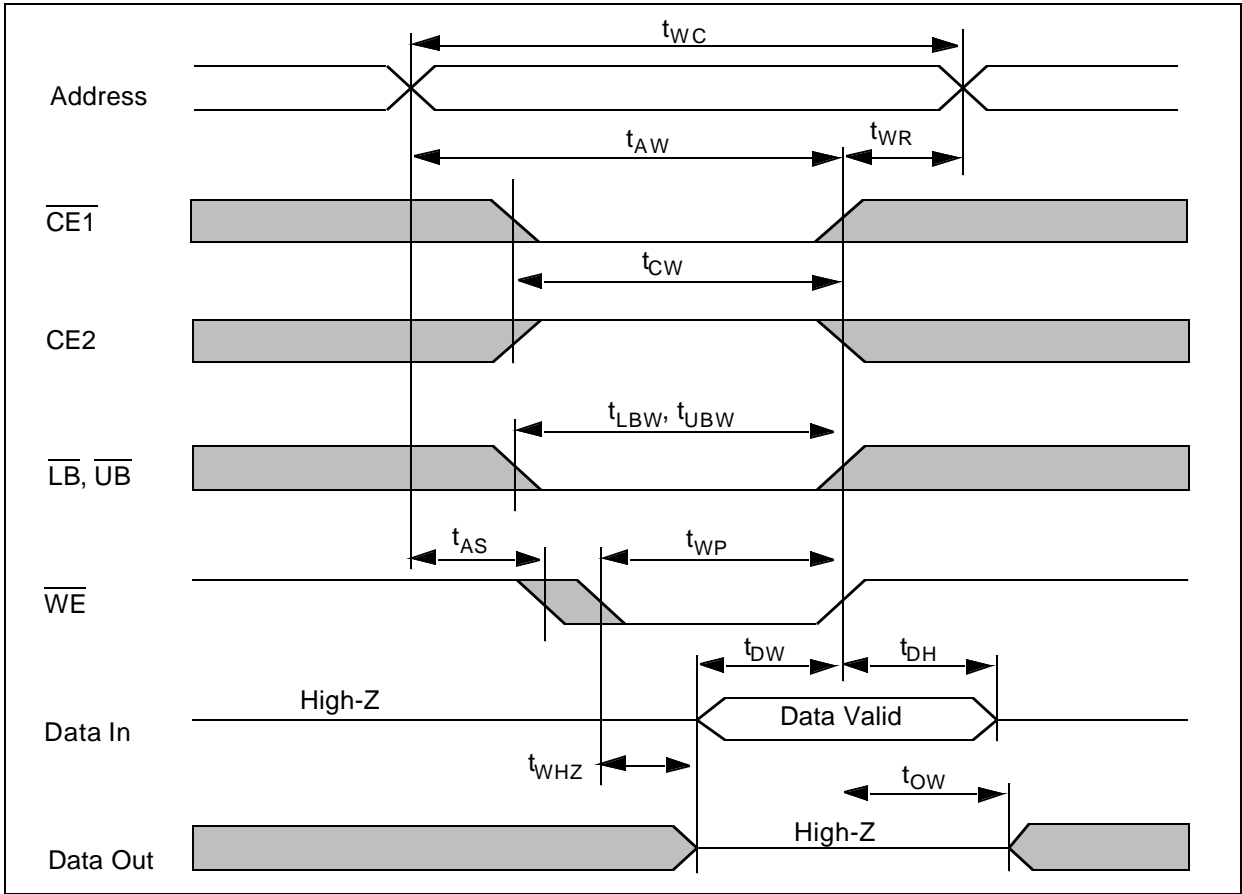 tWC
Address
tAW
tWR
CE1
tCW
CE2
tLBW, tUBW
LB, UB
tAS
tWP
WE
tDW
tDH
High-Z
Data Valid
Data In
tWHZ
tOW
High-Z
Data Out